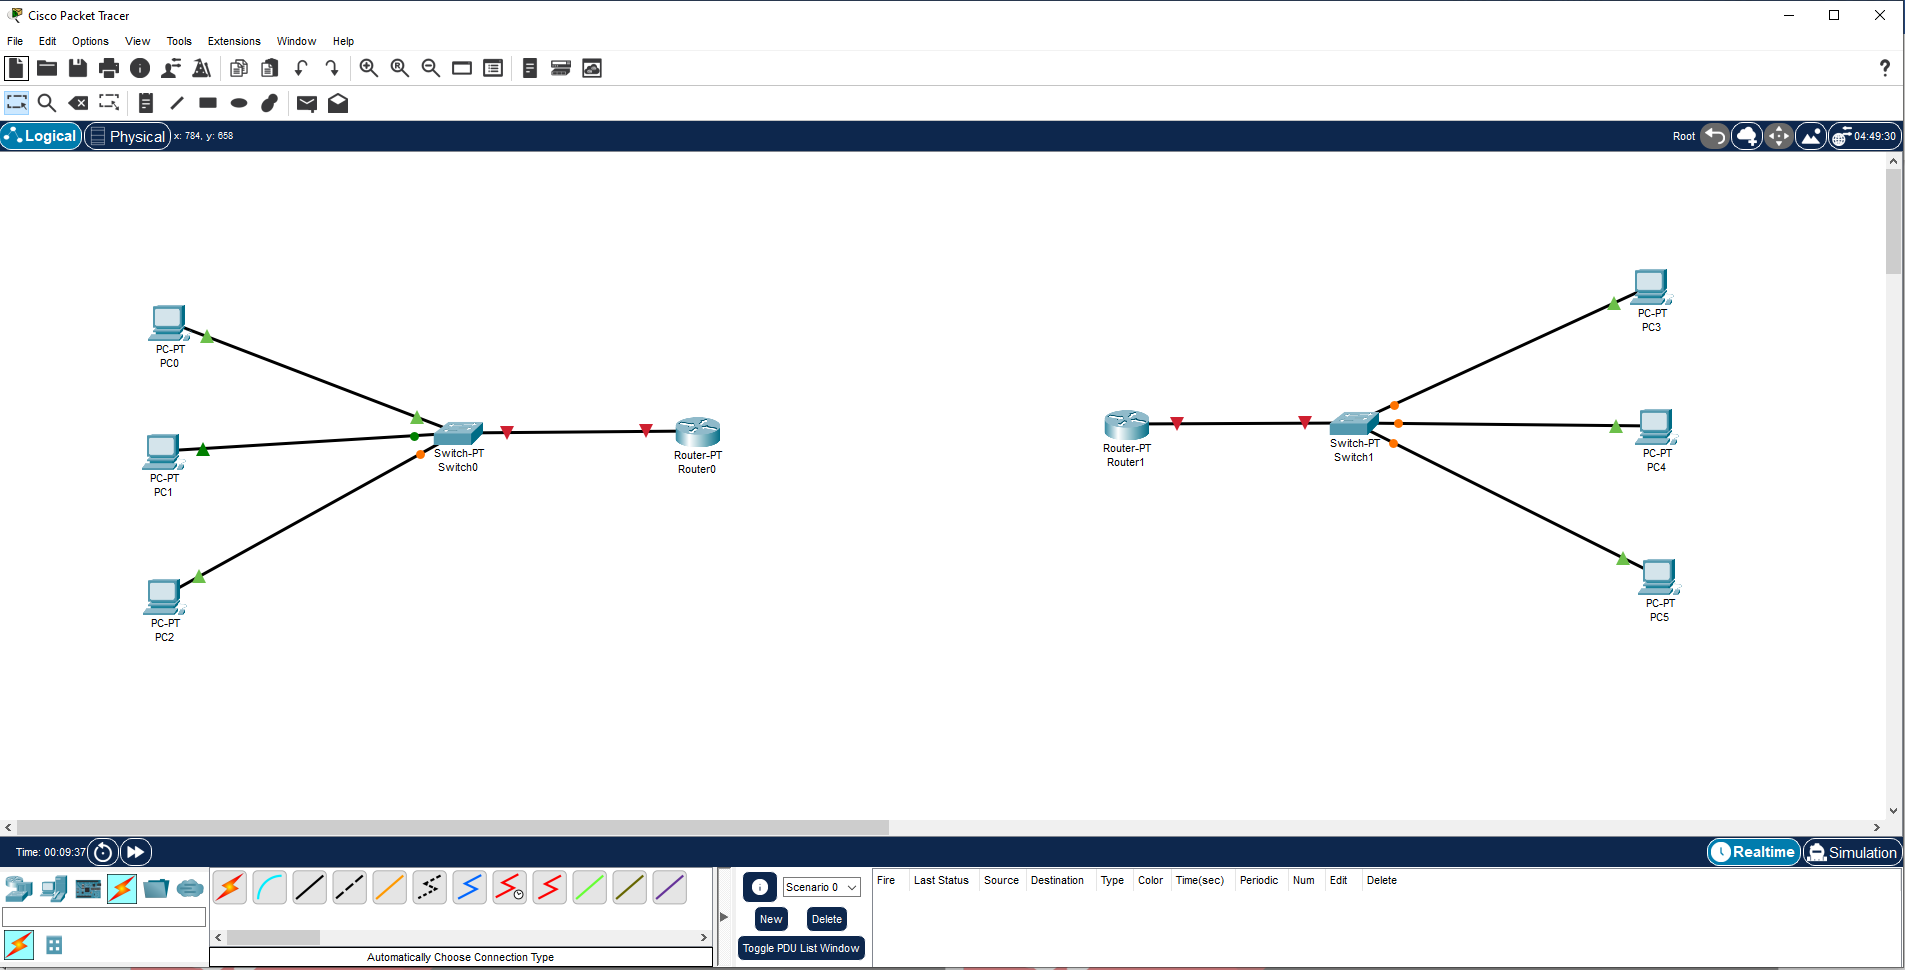 Cisco Packet Tracer
File Edit Options View Tools Extensions Window Help
?
Logical Physical x: 784, y: 658 Root 04:49:30
PC-PT
PC0
PC-PT
PC1
PC-PT
PC2
Switch-PT
Switch0
Router-PT
Router0
Router-PT
Router1
Switch-PT
Switch1
PC-PT
PC3
PC-PT
PC4
PC-PT
PC5
Time: 00:09:37 Realtime Simulation
Scenario 0
New Delete
Toggle PDU List Window
Fire Last Status Source Destination Type Color Time(sec) Periodic Num Edit Delete
Automatically Choose Connection Type